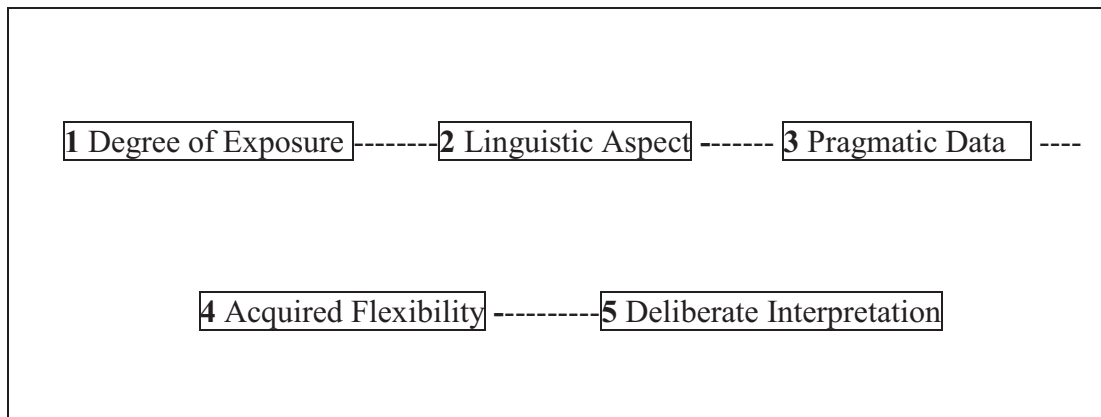 1 Degree of Exposure --------2 Linguistic Aspect ------- 3 Pragmatic Data ----
4 Acquired Flexibility -----------5 Deliberate Interpretation